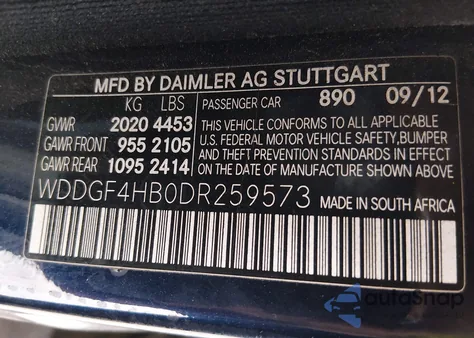 MFD BY DAIMLER AG STUTTGART
KG LBS PASSENGER CAR 890 09/12
GVWR 2020 4453 THIS VEHICLE CONFORMS TO ALL APPLICABLE
GAWR FRONT 955 2105 U.S. FEDERAL MOTOR VEHICLE SAFETY, BUMPER
GAWR REAR 1095 2414 AND THEFT PREVENTION STANDARDS IN EFFECT
ON THE DATE OF MANUFACTURE SHOWN ABOVE.
WDDGF4HB0DR259573 MADE IN SOUTH AFRICA
autoSnap